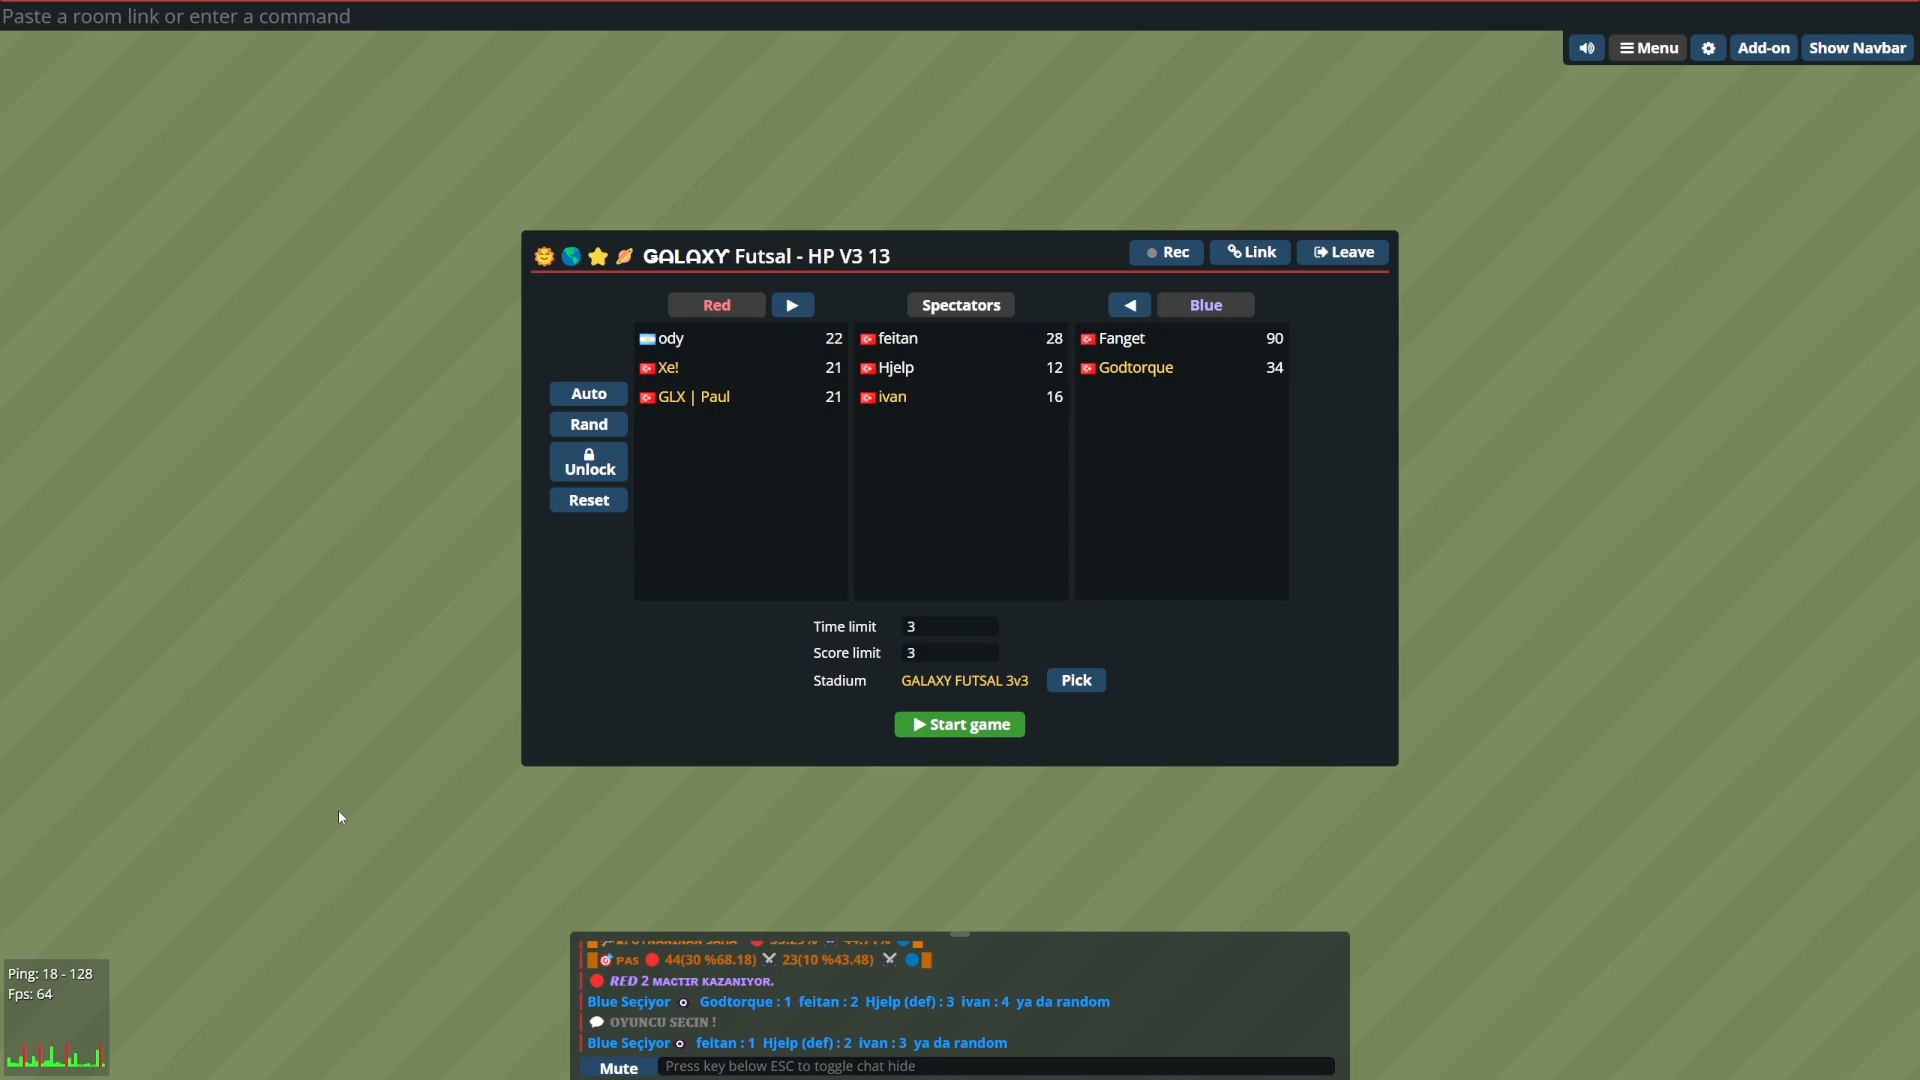 Paste a room link or enter a command
Menu Add-on Show Navbar
GALAXY Futsal - HP V3 13 Rec Link Leave
Red Spectators Blue
ody 22 feitan 28 Fanget 90
Xe! 21 Hjelp 12 Godtorque 34
GLX | Paul 21 ivan 16
Auto
Rand
Unlock
Reset
Time limit 3
Score limit 3
Stadium GALAXY FUTSAL 3v3 Pick
Start game
Ping: 18 - 128
Fps: 64
PAS 44(30 %68.18) 23(10 %43.48)
RED 2 MACTIR KAZANIYOR.
Blue Seçiyor Godtorque : 1 feitan : 2 Hjelp (def) : 3 ivan : 4 ya da random
OYUNCU SECIN !
Blue Seçiyor feitan : 1 Hjelp (def) : 2 ivan : 3 ya da random
Mute Press key below ESC to toggle chat hide